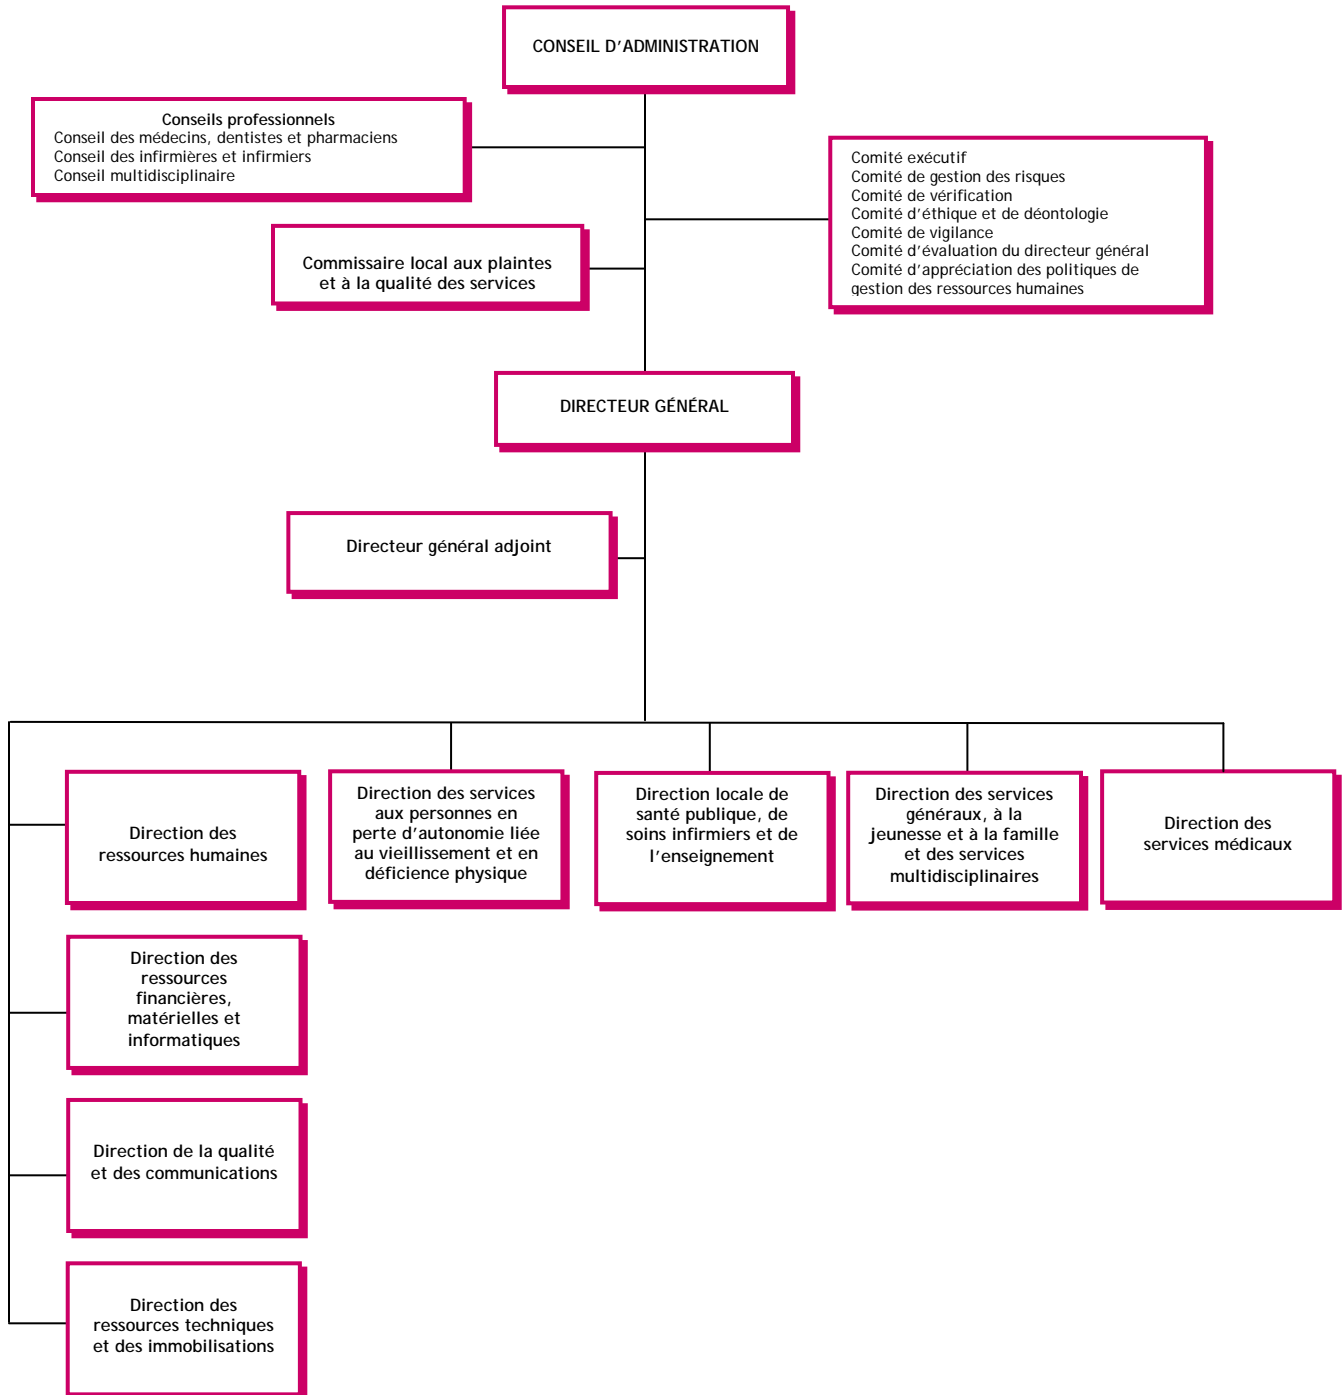 CONSEIL D'ADMINISTRATION
Conseils professionnels
Conseil des médecins, dentistes et pharmaciens
Conseil des infirmières et infirmiers
Conseil multidisciplinaire
Comité exécutif
Comité de gestion des risques
Comité de vérification
Comité d'éthique et de déontologie
Comité de vigilance
Comité d'évaluation du directeur général
Comité d'appréciation des politiques de
gestion des ressources humaines
Commissaire local aux plaintes
et à la qualité des services
DIRECTEUR GÉNÉRAL
Directeur général adjoint
Direction des
ressources humaines
Direction des services
aux personnes en
perte d'autonomie liée
au vieillissement et en
déficience physique
Direction locale de
santé publique, de
soins infirmiers et de
l'enseignement
Direction des services
généraux, à la
jeunesse et à la famille
et des services
multidisciplinaires
Direction des
services médicaux
Direction des
ressources
financières,
matérielles et
informatiques
Direction de la qualité
et des communications
Direction des
ressources techniques
et des immobilisations